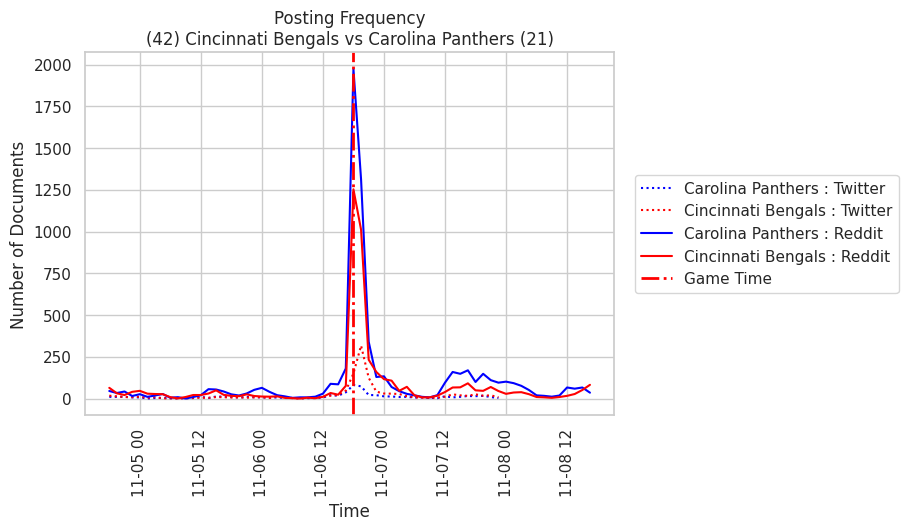 Posting Frequency
(42) Cincinnati Bengals vs Carolina Panthers (21)
Number of Documents
2000
1750
1500
1250
1000
750
500
250
0
11-05 00
11-05 12
11-06 00
11-06 12
11-07 00
11-07 12
11-08 00
11-08 12
Time
Carolina Panthers : Twitter
Cincinnati Bengals : Twitter
Carolina Panthers : Reddit
Cincinnati Bengals : Reddit
Game Time